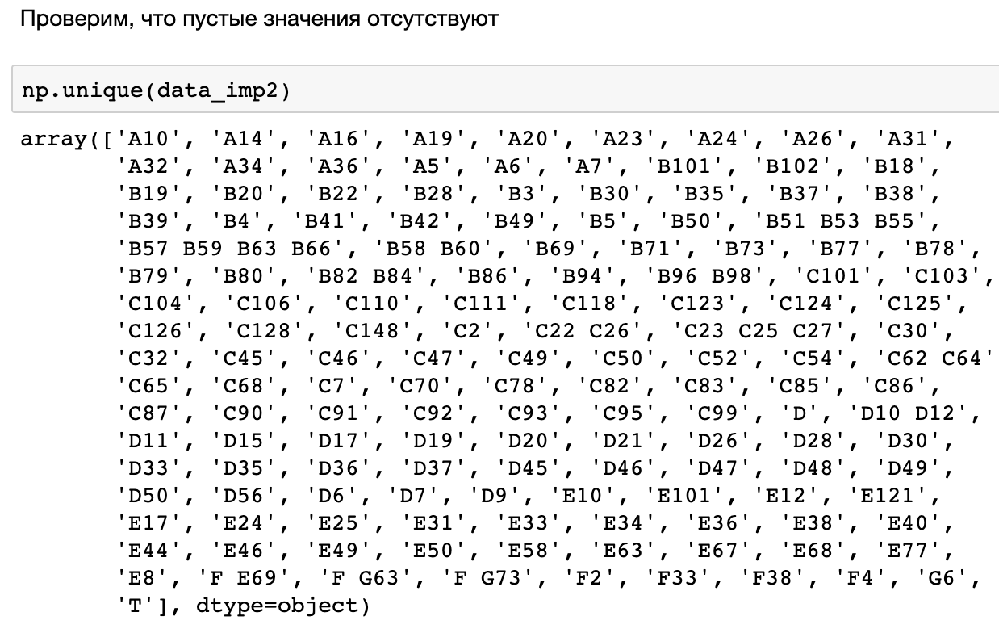 Проверим, что пустые значения отсутствуют
np.unique(data_imp2)
array(['A10', 'A14', 'A16', 'A19', 'A20', 'A23', 'A24', 'A26', 'A31',
'A32', 'A34', 'A36', 'A5', 'A6', 'A7', 'B101', 'B102', 'B18',
'B19', 'B20', 'B22', 'B28', 'B3', 'B30', 'B35', 'B37', 'B38',
'B39', 'B4', 'B41', 'B42', 'B49', 'B5', 'B50', 'B51 B53 B55',
'B57 B59 B63 B66', 'B58 B60', 'B69', 'B71', 'B73', 'B77', 'B78',
'B79', 'B80', 'B82 B84', 'B86', 'B94', 'B96 B98', 'C101', 'C103',
'C104', 'C106', 'C110', 'C111', 'C118', 'C123', 'C124', 'C125',
'C126', 'C128', 'C148', 'C2', 'C22 C26', 'C23 C25 C27', 'C30',
'C32', 'C45', 'C46', 'C47', 'C49', 'C50', 'C52', 'C54', 'C62 C64'
'C65', 'C68', 'C7', 'C70', 'C78', 'C82', 'C83', 'C85', 'C86',
'C87', 'C90', 'C91', 'C92', 'C93', 'C95', 'C99', 'D', 'D10 D12',
'D11', 'D15', 'D17', 'D19', 'D20', 'D21', 'D26', 'D28', 'D30',
'D33', 'D35', 'D36', 'D37', 'D45', 'D46', 'D47', 'D48', 'D49',
'D50', 'D56', 'D6', 'D7', 'D9', 'E10', 'E101', 'E12', 'E121',
'E17', 'E24', 'E25', 'E31', 'E33', 'E34', 'E36', 'E38', 'E40',
'E44', 'E46', 'E49', 'E50', 'E58', 'E63', 'E67', 'E68', 'E77',
'E8', 'F E69', 'F G63', 'F G73', 'F2', 'F33', 'F38', 'F4', 'G6',
'T'], dtype=object)